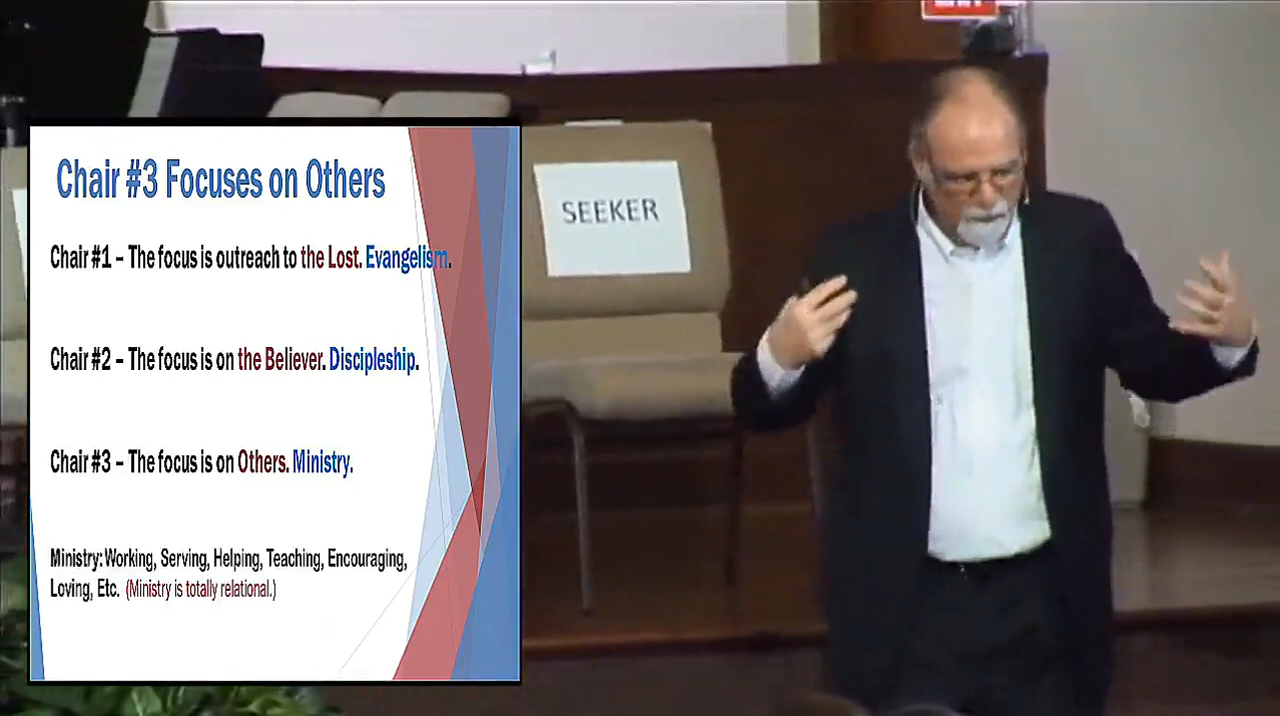 Chair #3 Focuses on Others
Chair #1 – The focus is outreach to the Lost. Evangelism.
Chair #2 – The focus is on the Believer. Discipleship.
Chair #3 – The focus is on Others. Ministry.
Ministry: Working, Serving, Helping, Teaching, Encouraging,
Loving, Etc. (Ministry is totally relational.)
SEEKER